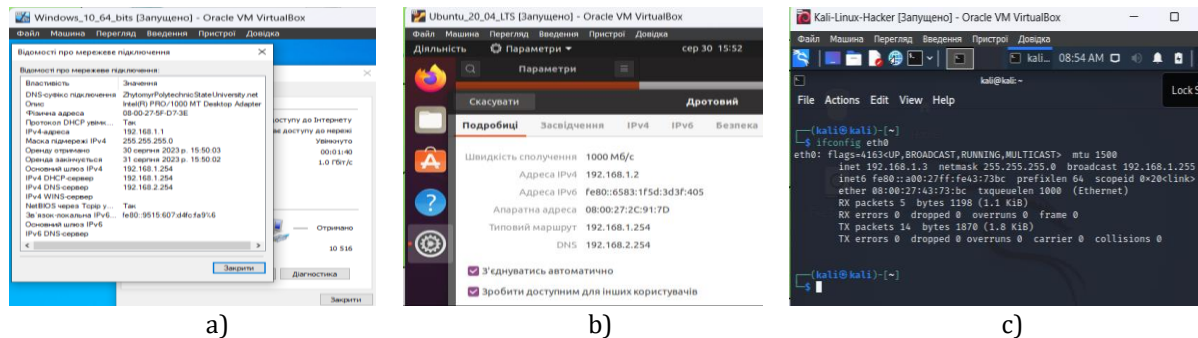 Windows_10_64_bits [Запущено] - Oracle VM VirtualBox
Файл Машина Перегляд Введення Пристрої Довідка
Відомості про мережеве підключення
Відомості про мережеве підключення:
Властивість Значення
DNS-суфікс підключення ZhytomyrPolytechnicStateUniversity.net
Опис Intel(R) PRO/1000 MT Desktop Adapter
Фізична адреса 08-00-27-5F-D7-3E
Протокол DHCP увімк... Так
IPv4-адреса 192.168.1.1
Маска підмережі IPv4 255.255.255.0
Оренду отримано 30 серпня 2023 р. 15:50:03
Оренда закінчується 31 серпня 2023 р. 15:50:02
Основний шлюз IPv4 192.168.1.254
IPv4 DHCP-сервер 192.168.1.254
IPv4 DNS-сервер 192.168.2.254
IPv4 WINS-сервер
NetBIOS через Tcpip у... Так
Зв'язок-локальна IPv6... fe80::9515:607:d4fc:fa9%6
Основний шлюз IPv6
IPv6 DNS-сервер
Закрити
оступу до Інтернету
є доступу до мережі
Увімкнуто
00:01:40
1.0 Гбіт/с
Отримано
10 516
Діагностика
Закрити
a)
Ubuntu_20_04_LTS [Запущено] - Oracle VM VirtualBox
Файл Машина Перегляд Введення Пристрої Довідка
Діяльність Параметри сер 30 15:52
Параметри
Скасувати Дротовий
Подробиці Засвідчення IPv4 IPv6 Безпека
Швидкість сполучення 1000 Мб/с
Адреса IPv4 192.168.1.2
Адреса IPv6 fe80::6583:1f5d:3d3f:405
Апаратна адреса 08:00:27:2C:91:7D
Типовий маршрут 192.168.1.254
DNS 192.168.2.254
З'єднуватись автоматично
Зробити доступним для інших користувачів
b)
Kali-Linux-Hacker [Запущено] - Oracle VM VirtualBox
Файл Машина Перегляд Введення Пристрої Довідка
kali... 08:54 AM
kali@kali: ~
Lock S
File Actions Edit View Help
(kali㉿kali)-[~]
$ ifconfig eth0
eth0: flags=4163<UP,BROADCAST,RUNNING,MULTICAST> mtu 1500
inet 192.168.1.3 netmask 255.255.255.0 broadcast 192.168.1.255
inet6 fe80::a00:27ff:fe43:73bc prefixlen 64 scopeid 0×20<link>
ether 08:00:27:43:73:bc txqueuelen 1000 (Ethernet)
RX packets 5 bytes 1198 (1.1 KiB)
RX errors 0 dropped 0 overruns 0 frame 0
TX packets 14 bytes 1870 (1.8 KiB)
TX errors 0 dropped 0 overruns 0 carrier 0 collisions 0
(kali㉿kali)-[~]
$
c)